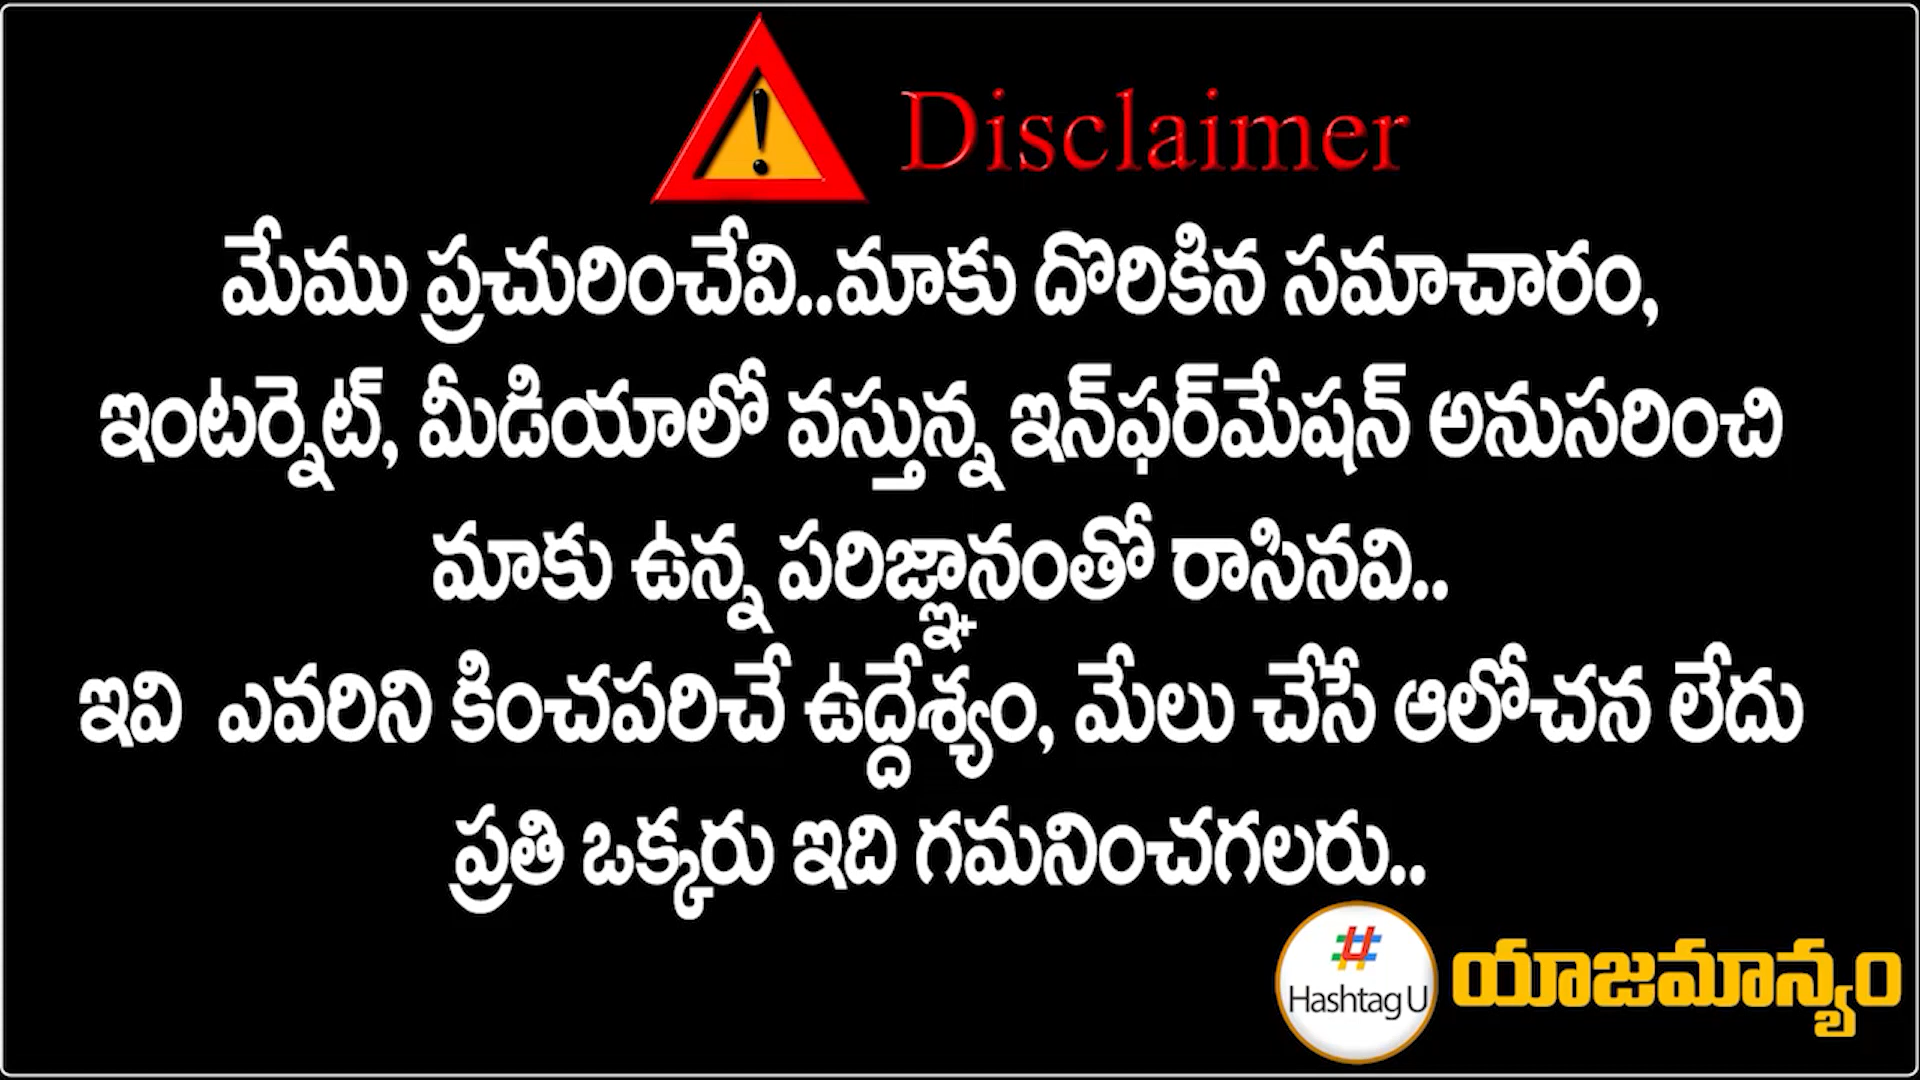 Disclaimer
మేము ప్రచురించేవి..మాకు దొరికిన సమాచారం,
ఇంటర్నెట్, మీడియాలో వస్తున్న ఇన్‌ఫర్‌మేషన్ అనుసరించి
మాకు ఉన్న పరిజ్ఞానంతో రాసినవి..
ఇవి ఎవరిని కించపరిచే ఉద్దేశ్యం, మేలు చేసే ఆలోచన లేదు
ప్రతి ఒక్కరు ఇది గమనించగలరు..
Hashtag U
యాజమాన్యం